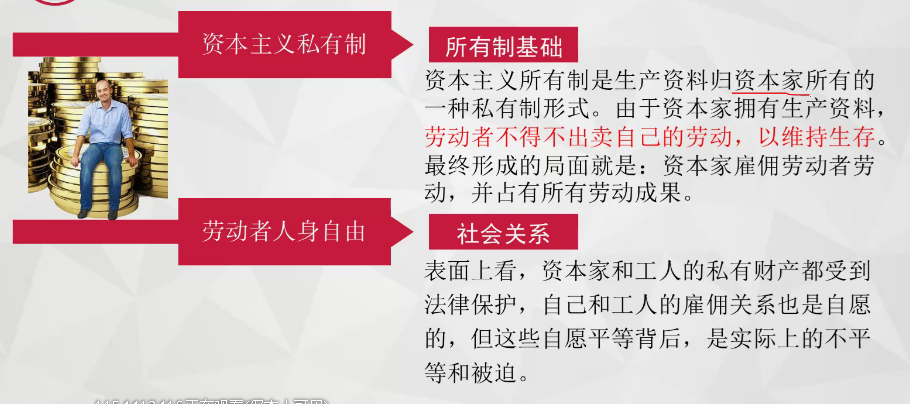 资本主义私有制
所有制基础
资本主义所有制是生产资料归资本家所有的
一种私有制形式。由于资本家拥有生产资料，
劳动者不得不出卖自己的劳动，以维持生存。
最终形成的局面就是：资本家雇佣劳动者劳
动，并占有所有劳动成果。
劳动者人身自由
社会关系
表面上看，资本家和工人的私有财产都受到
法律保护，自己和工人的雇佣关系也是自愿
的，但这些自愿平等背后，是实际上的不平
等和被迫。